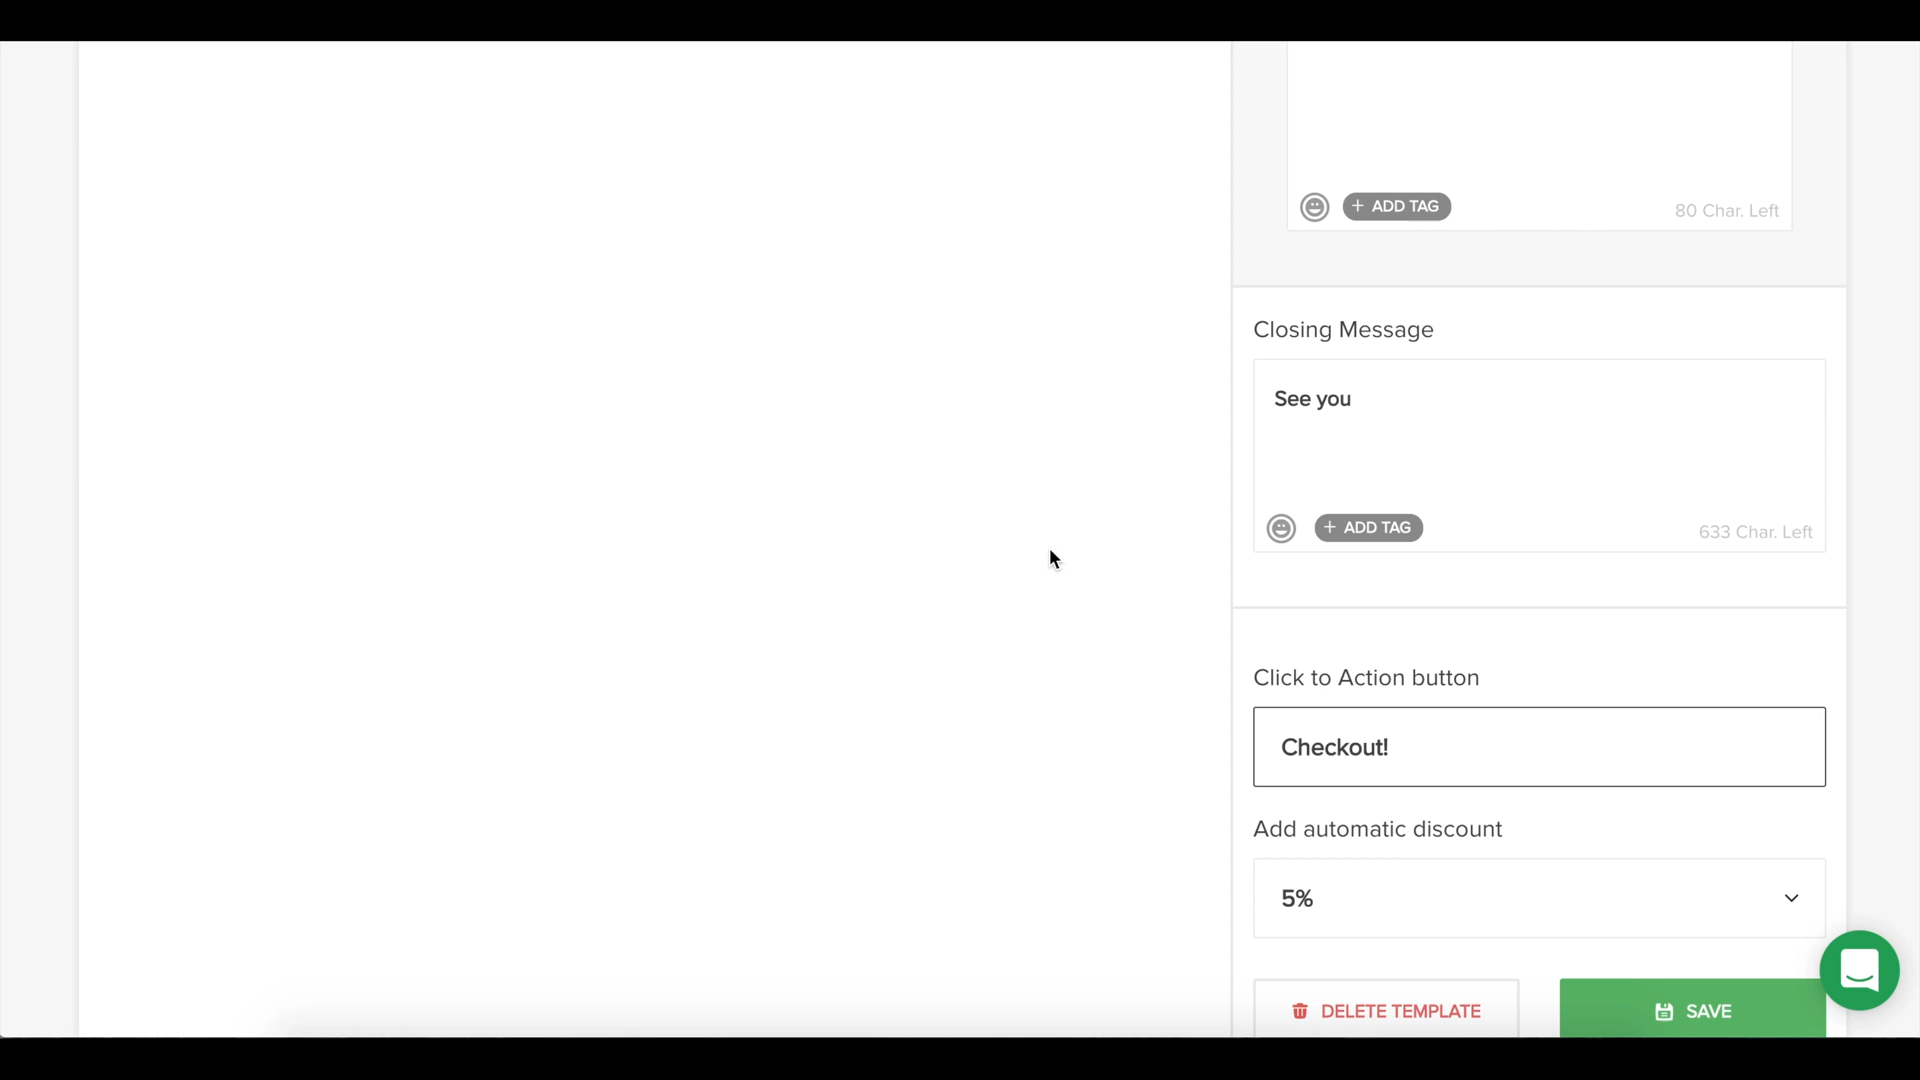 + ADD TAG
80 Char. Left
Closing Message
See you
+ ADD TAG
633 Char. Left
Click to Action button
Checkout!
Add automatic discount
5%
DELETE TEMPLATE
SAVE